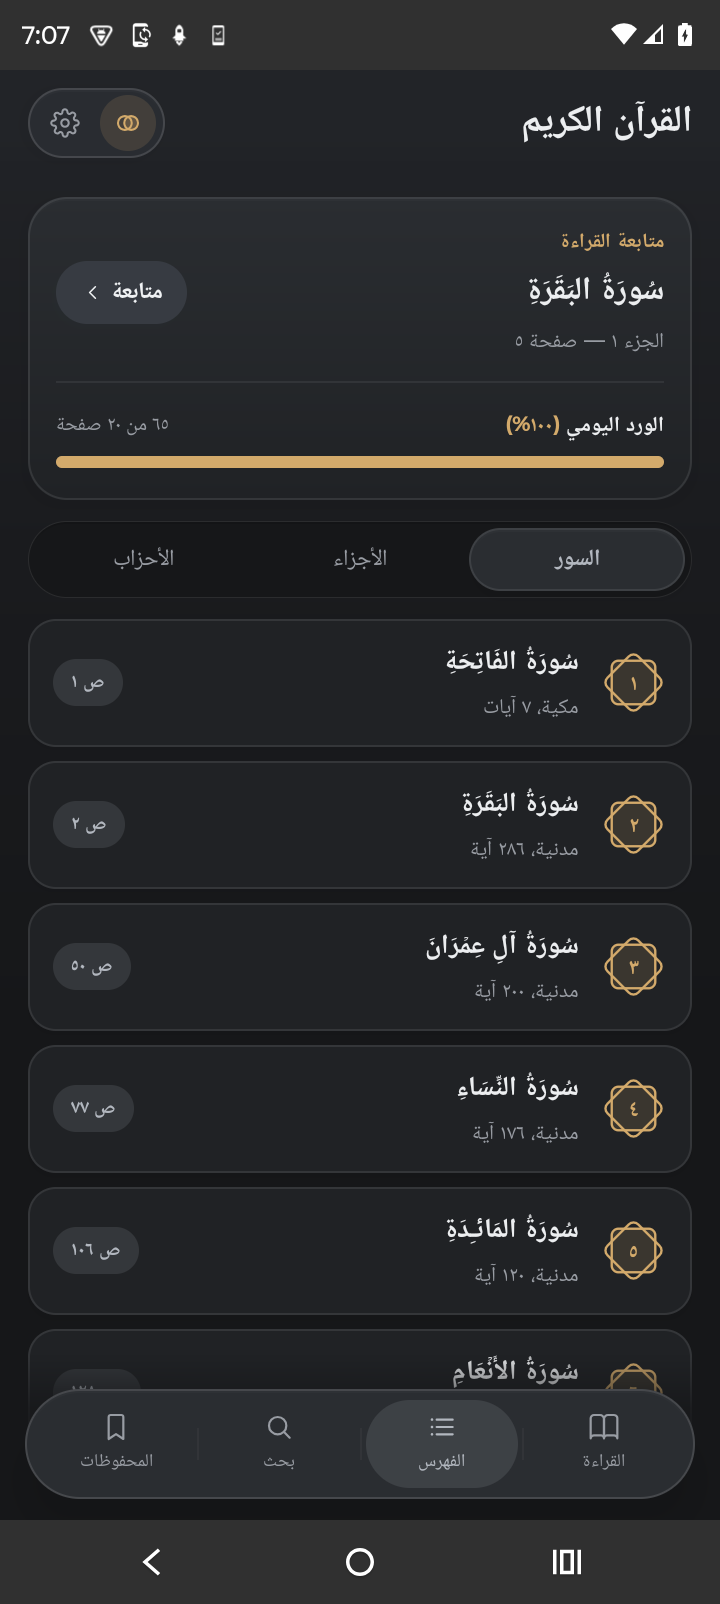 7:07
القرآن الكريم
متابعة القراءة
سُورَةُ البَقَرَةِ
متابعة
الجزء ١ — صفحة ٥
الورد اليومي (١٠٠%)
٦٥ من ٢٠ صفحة
السور
الأجزاء
الأحزاب
١
سُورَةُ الفَاتِحَةِ
مكية، ٧ آيات
ص ١
٢
سُورَةُ البَقَرَةِ
مدنية، ٢٨٦ آية
ص ٢
٣
سُورَةُ آلِ عِمۡرَانَ
مدنية، ٢٠٠ آية
ص ٥٠
٤
سُورَةُ النِّسَاءِ
مدنية، ١٧٦ آية
ص ٧٧
٥
سُورَةُ المَائـِدَةِ
مدنية، ١٢٠ آية
ص ١٠٦
سُورَةُ الأَنۡعَامِ
القراءة
الفهرس
بحث
المحفوظات